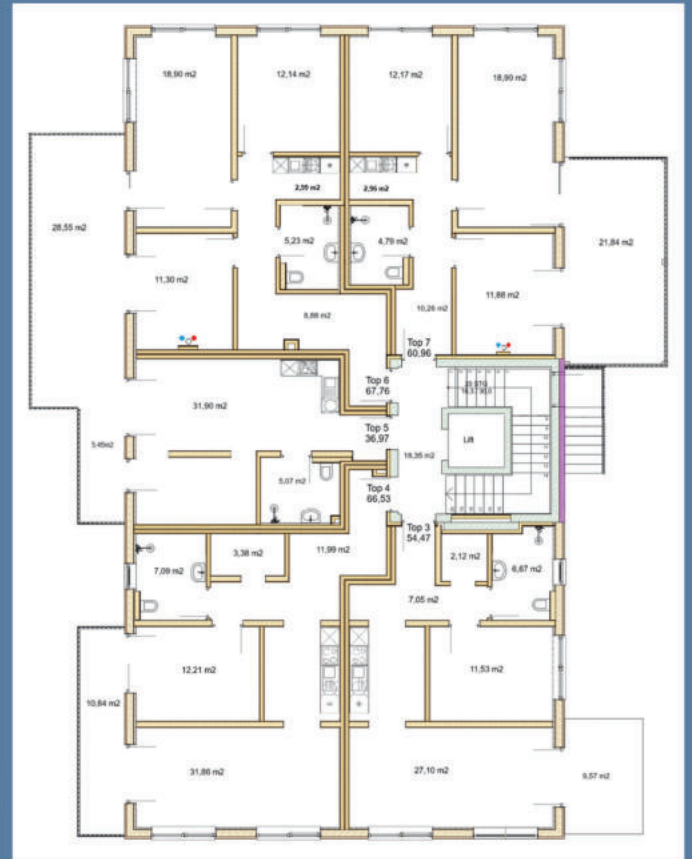 18,90 m2
12,14 m2
12,17 m2
18,90 m2
2,99 m2
2,96 m2
28,55 m2
5,23 m2
4,79 m2
21,84 m2
11,30 m2
11,88 m2
8,88 m2
10,26 m2
Top 7
60,96
Top 6
67,76
31,90 m2
Top 5
36,97
Lift
5,45m2
18,35 m2
5,07 m2
Top 4
66,53
Top 3
54,47
3,38 m2
11,99 m2
2,12 m2
7,09 m2
6,67 m2
7,05 m2
12,21 m2
11,53 m2
10,84 m2
31,86 m2
27,10 m2
9,57 m2